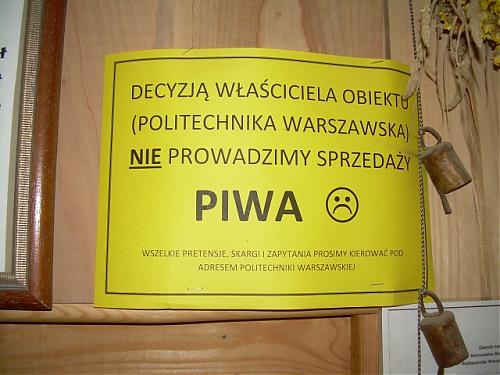 DECYZJĄ WŁAŚCICIELA OBIEKTU
(POLITECHNIKA WARSZAWSKA)
NIE PROWADZIMY SPRZEDAŻY
PIWA ☹
WSZELKIE PRETENSJE, SKARGI I ZAPYTANIA PROSIMY KIEROWAĆ POD
ADRESEM POLITECHNIKI WARSZAWSKIEJ